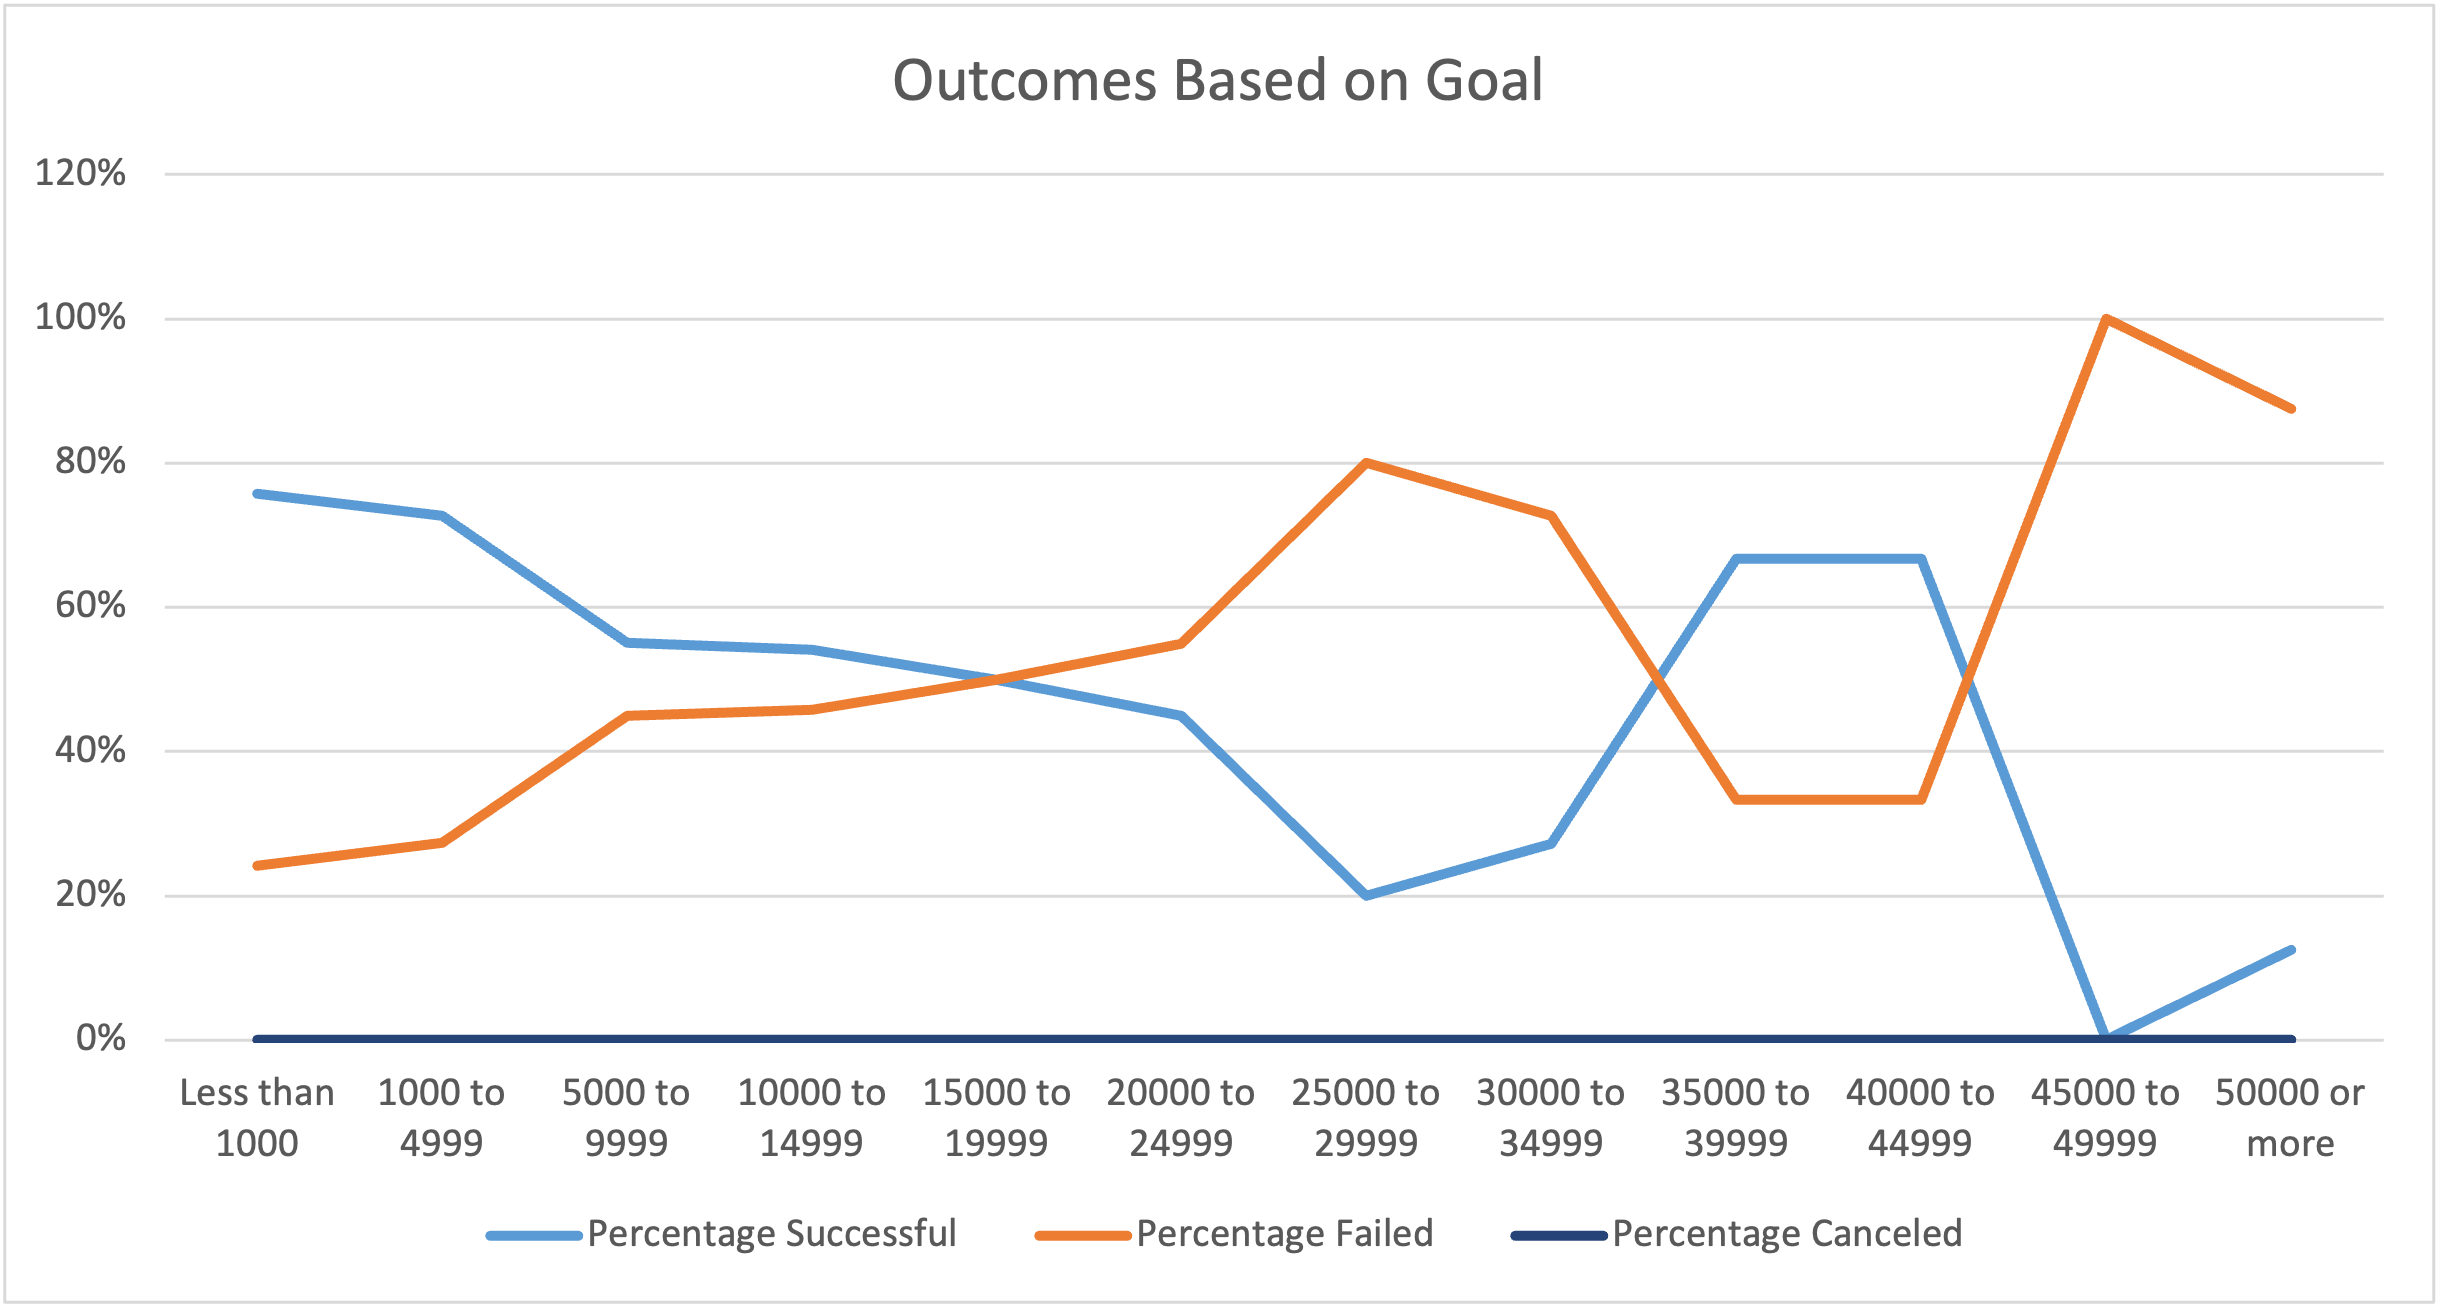 Outcomes Based on Goal
120%
100%
80%
60%
40%
20%
0%
Less than 1000
1000 to 4999
5000 to 9999
10000 to 14999
15000 to 19999
20000 to 24999
25000 to 29999
30000 to 34999
35000 to 39999
40000 to 44999
45000 to 49999
50000 or more
Percentage Successful
Percentage Failed
Percentage Canceled